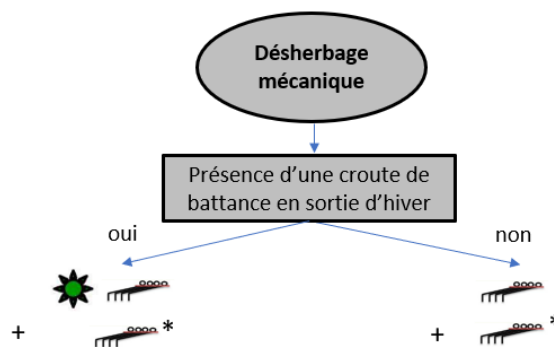 Désherbage
mécanique
Présence d'une croute de
battance en sortie d'hiver
oui
non
+ *
+ *